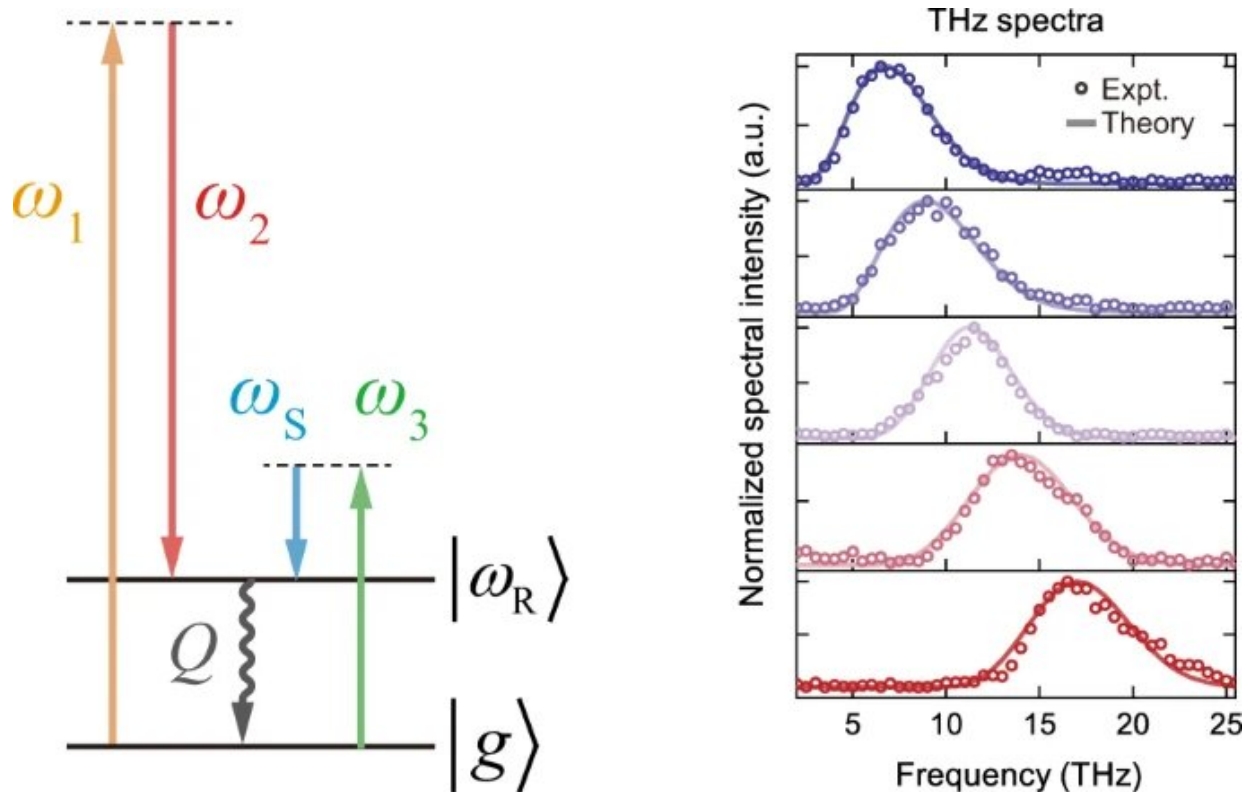 ω1
ω2
ωS
ω3
|ωR⟩
Q
|g⟩
THz spectra
Expt.
Theory
Normalized spectral intensity (a.u.)
5 10 15 20 25
Frequency (THz)